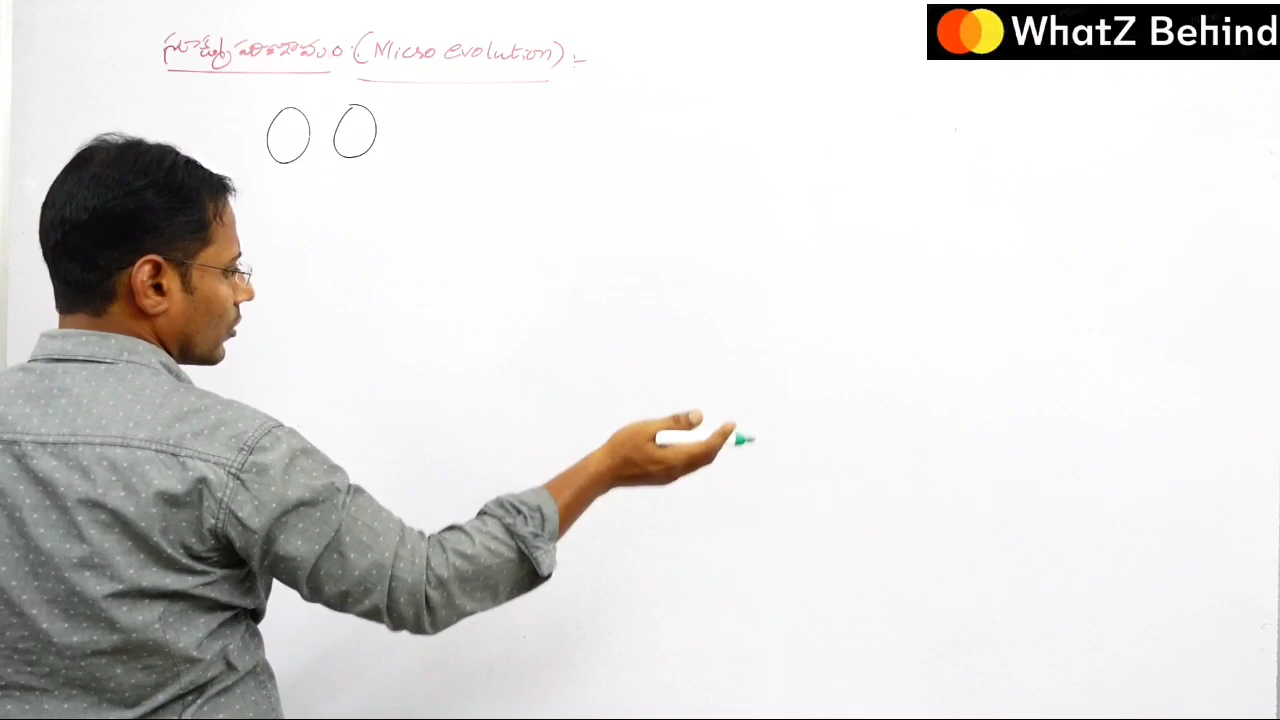 WhatZ Behind
సూక్ష్మ పరిణామం (Micro evolution) :-